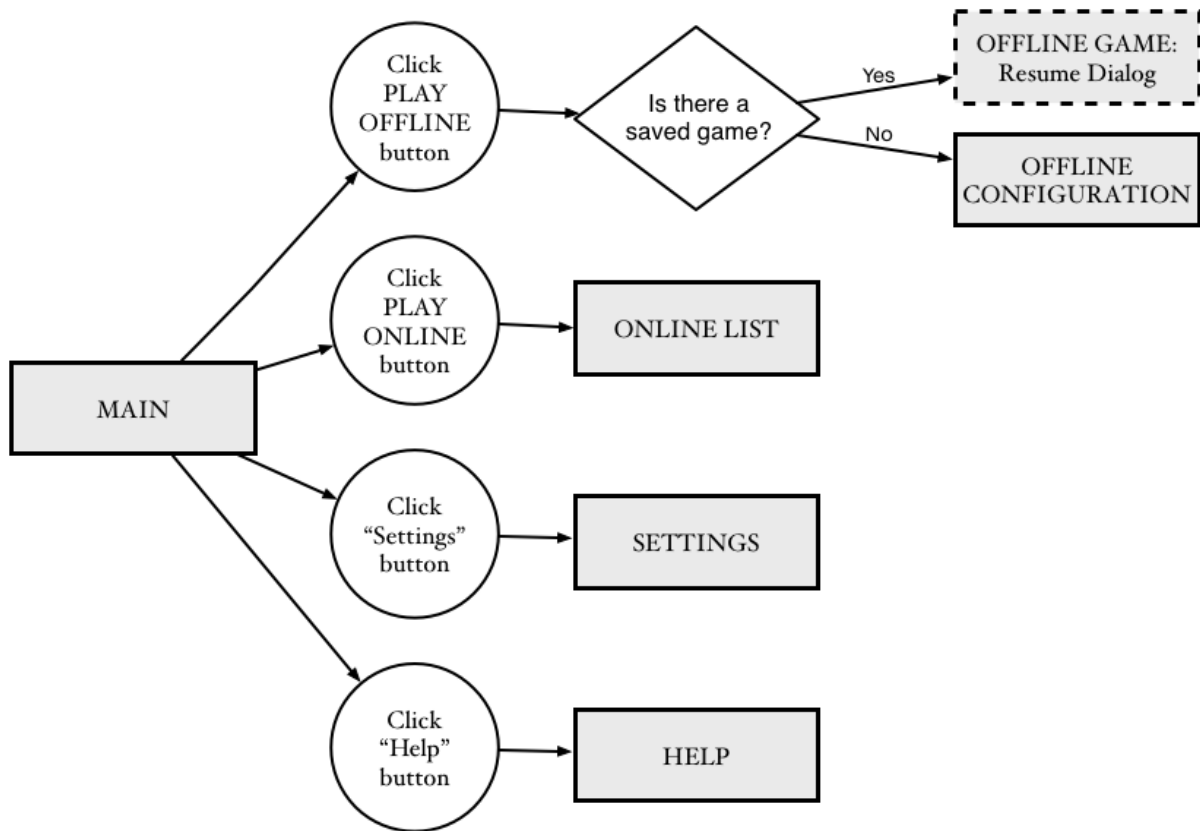 Click
PLAY
OFFLINE
button
Is there a
saved game?
Yes
OFFLINE GAME:
Resume Dialog
No
OFFLINE
CONFIGURATION
Click
PLAY
ONLINE
button
ONLINE LIST
MAIN
Click
“Settings”
button
SETTINGS
Click
“Help”
button
HELP